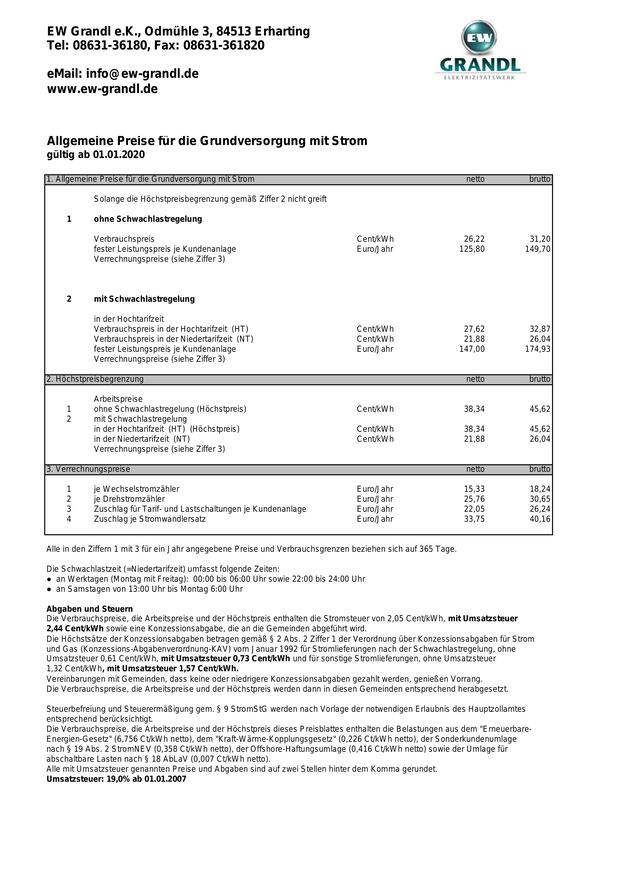 EW Grandl e.K., Odmühle 3, 84513 Erharting
Tel: 08631-36180, Fax: 08631-361820
eMail: info@ew-grandl.de
www.ew-grandl.de
EW
GRANDL
ELEKTRIZITÄTSWERK
Allgemeine Preise für die Grundversorgung mit Strom
gültig ab 01.01.2020
1. Allgemeine Preise für die Grundversorgung mit Strom netto brutto
Solange die Höchstpreisbegrenzung gemäß Ziffer 2 nicht greift
1 ohne Schwachlastregelung
Verbrauchspreis Cent/kWh 26,22 31,20
fester Leistungspreis je Kundenanlage Euro/Jahr 125,80 149,70
Verrechnungspreise (siehe Ziffer 3)
2 mit Schwachlastregelung
in der Hochtarifzeit
Verbrauchspreis in der Hochtarifzeit (HT) Cent/kWh 27,62 32,87
Verbrauchspreis in der Niedertarifzeit (NT) Cent/kWh 21,88 26,04
fester Leistungspreis je Kundenanlage Euro/Jahr 147,00 174,93
Verrechnungspreise (siehe Ziffer 3)
2. Höchstpreisbegrenzung netto brutto
Arbeitspreise
1 ohne Schwachlastregelung (Höchstpreis) Cent/kWh 38,34 45,62
2 mit Schwachlastregelung
in der Hochtarifzeit (HT) (Höchstpreis) Cent/kWh 38,34 45,62
in der Niedertarifzeit (NT) Cent/kWh 21,88 26,04
Verrechnungspreise (siehe Ziffer 3)
3. Verrechnungspreise netto brutto
1 je Wechselstromzähler Euro/Jahr 15,33 18,24
2 je Drehstromzähler Euro/Jahr 25,76 30,65
3 Zuschlag für Tarif- und Lastschaltungen je Kundenanlage Euro/Jahr 22,05 26,24
4 Zuschlag je Stromwandlersatz Euro/Jahr 33,75 40,16
Alle in den Ziffern 1 mit 3 für ein Jahr angegebene Preise und Verbrauchsgrenzen beziehen sich auf 365 Tage.
Die Schwachlastzeit (=Niedertarifzeit) umfasst folgende Zeiten:
● an Werktagen (Montag mit Freitag): 00:00 bis 06:00 Uhr sowie 22:00 bis 24:00 Uhr
● an Samstagen von 13:00 Uhr bis Montag 6:00 Uhr
Abgaben und Steuern
Die Verbrauchspreise, die Arbeitspreise und der Höchstpreis enthalten die Stromsteuer von 2,05 Cent/kWh, mit Umsatzsteuer
2,44 Cent/kWh sowie eine Konzessionsabgabe, die an die Gemeinden abgeführt wird.
Die Höchstsätze der Konzessionsabgaben betragen gemäß § 2 Abs. 2 Ziffer 1 der Verordnung über Konzessionsabgaben für Strom
und Gas (Konzessions-Abgabenverordnung-KAV) vom Januar 1992 für Stromlieferungen nach der Schwachlastregelung, ohne
Umsatzsteuer 0,61 Cent/kWh, mit Umsatzsteuer 0,73 Cent/kWh und für sonstige Stromlieferungen, ohne Umsatzsteuer
1,32 Cent/kWh, mit Umsatzsteuer 1,57 Cent/kWh.
Vereinbarungen mit Gemeinden, dass keine oder niedrigere Konzessionsabgaben gezahlt werden, genießen Vorrang.
Die Verbrauchspreise, die Arbeitspreise und der Höchstpreis werden dann in diesen Gemeinden entsprechend herabgesetzt.
Steuerbefreiung und Steuerermäßigung gem. § 9 StromStG werden nach Vorlage der notwendigen Erlaubnis des Hauptzollamtes
entsprechend berücksichtigt.
Die Verbrauchspreise, die Arbeitspreise und der Höchstpreis dieses Preisblattes enthalten die Belastungen aus dem "Erneuerbare-
Energien-Gesetz" (6,756 Ct/kWh netto), dem "Kraft-Wärme-Kopplungsgesetz" (0,226 Ct/kWh netto), der Sonderkundenumlage
nach § 19 Abs. 2 StromNEV (0,358 Ct/kWh netto), der Offshore-Haftungsumlage (0,416 Ct/kWh netto) sowie der Umlage für
abschaltbare Lasten nach § 18 AbLaV (0,007 Ct/kWh netto).
Alle mit Umsatzsteuer genannten Preise und Abgaben sind auf zwei Stellen hinter dem Komma gerundet.
Umsatzsteuer: 19,0% ab 01.01.2007